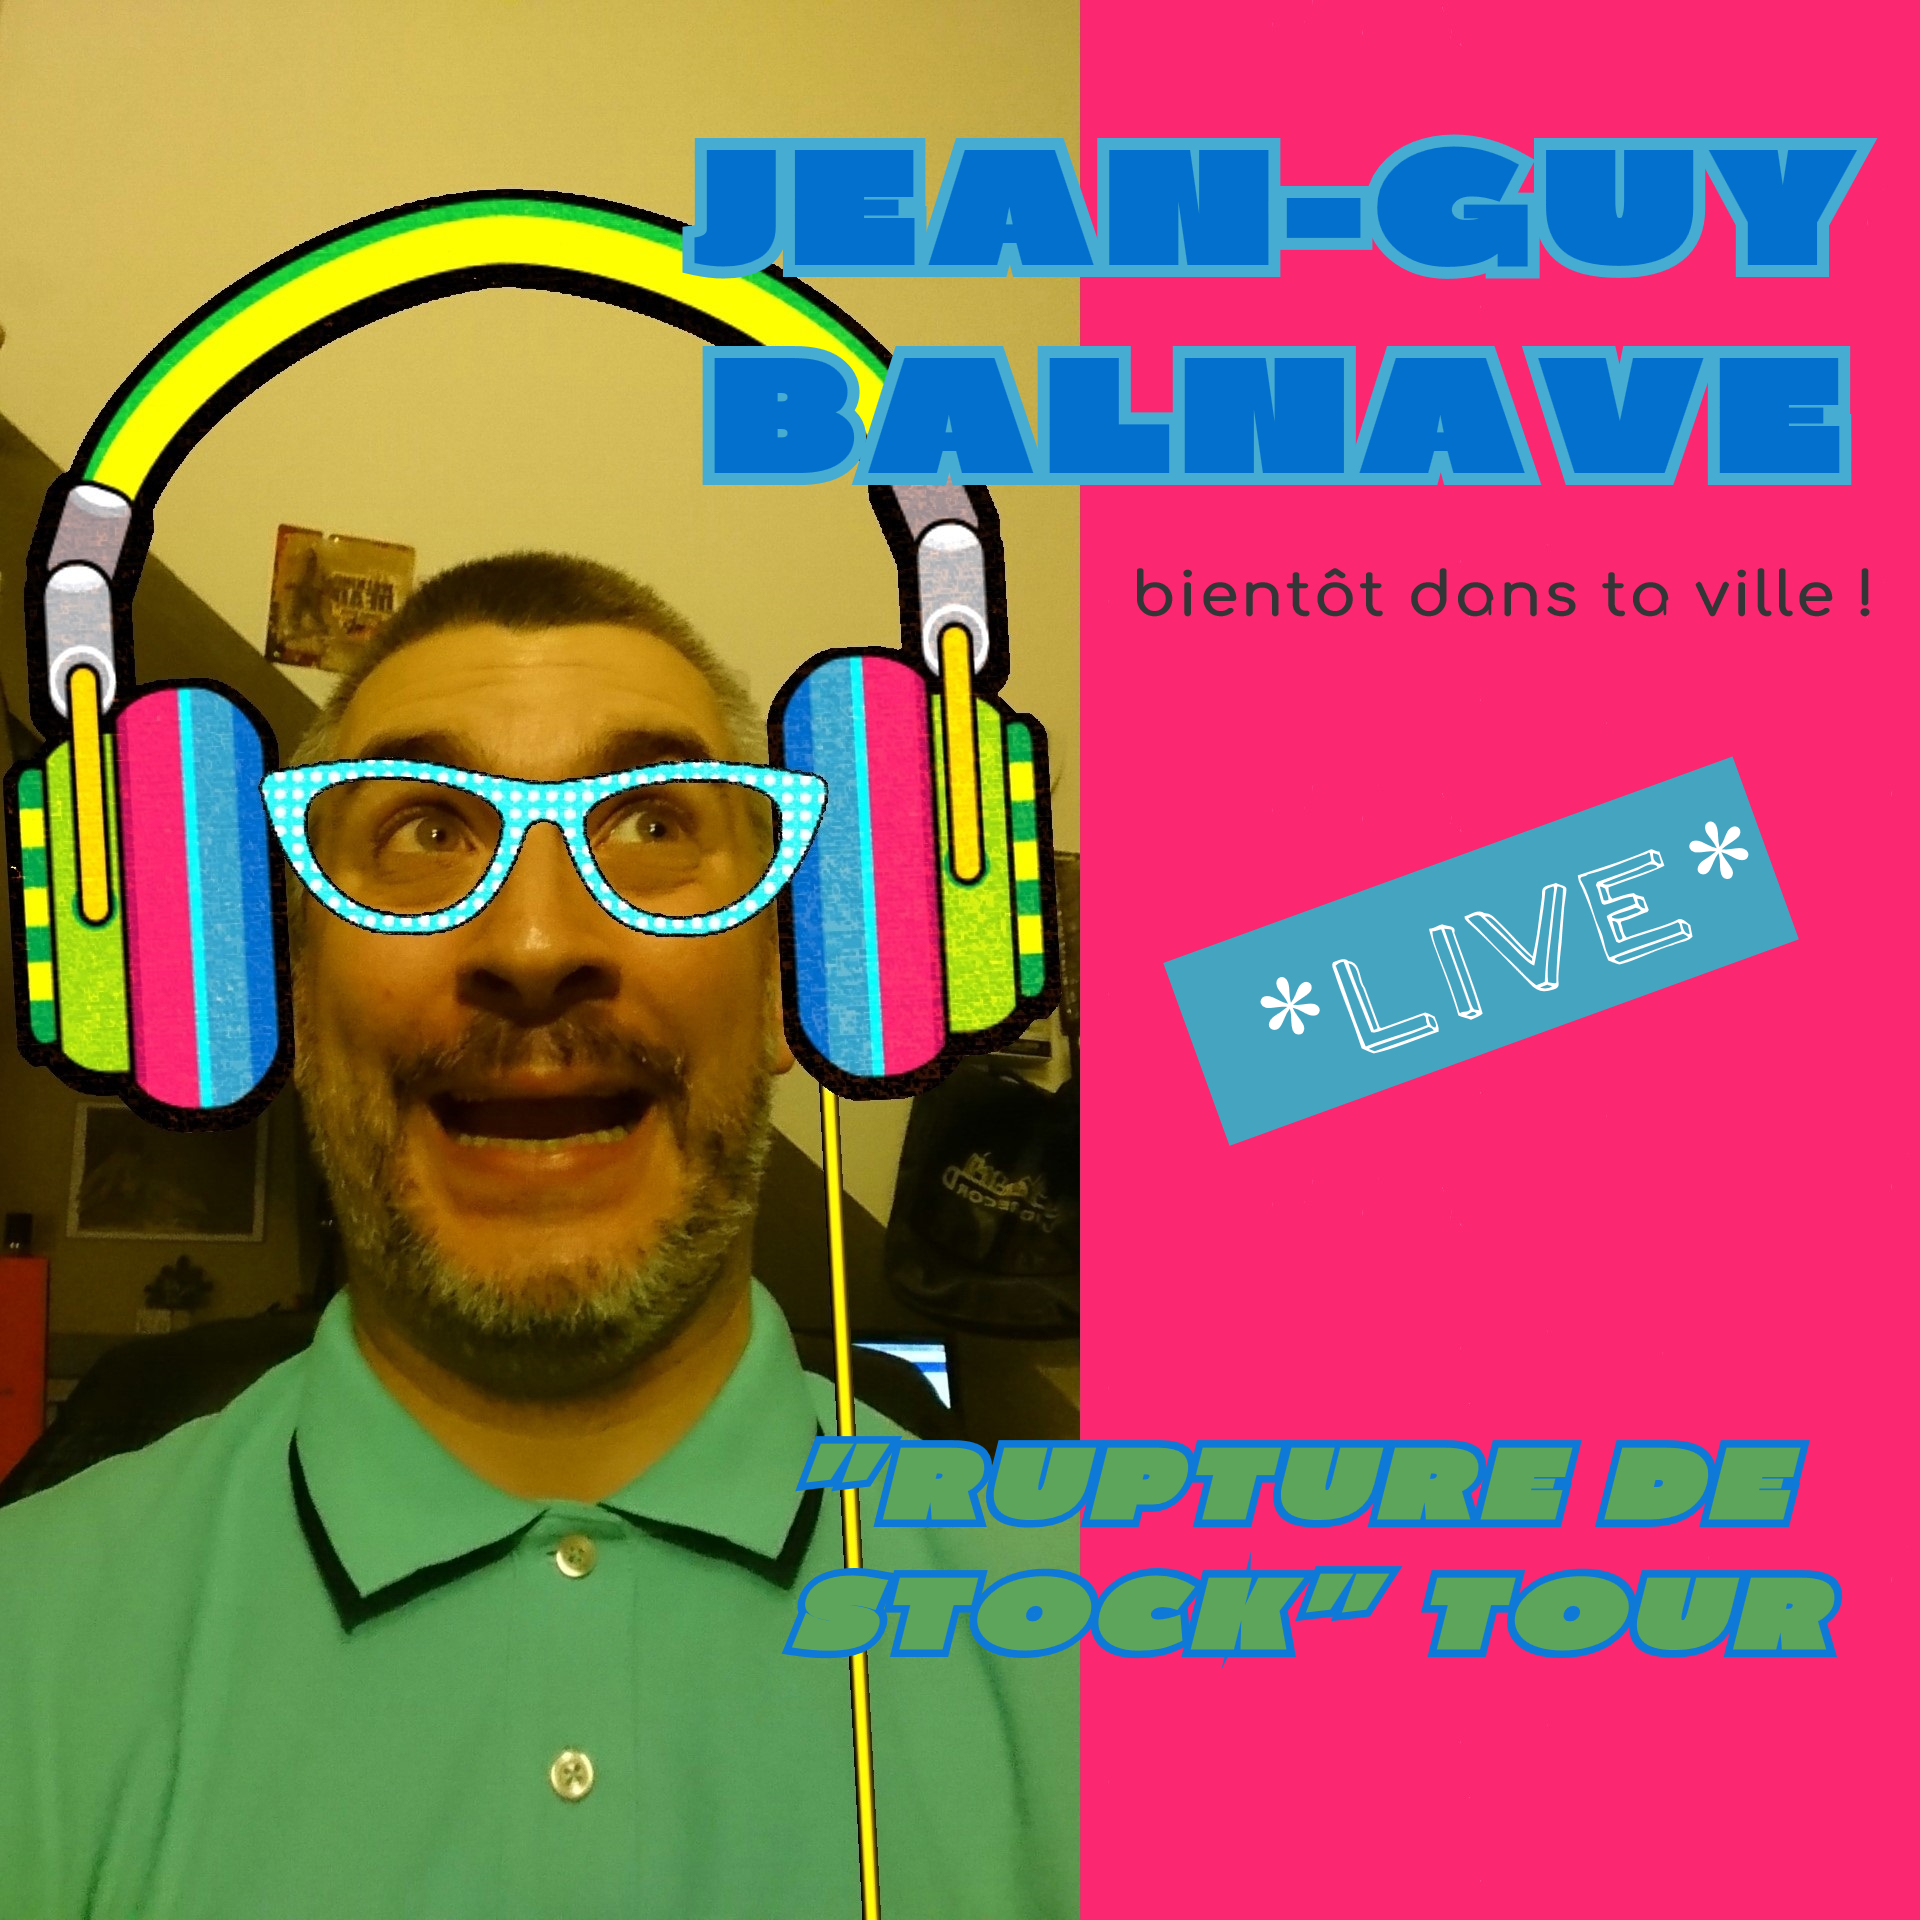 JEAN-GUY
BALNAVE
bientôt dans ta ville !
*LIVE*
"RUPTURE DE
STOCK" TOUR